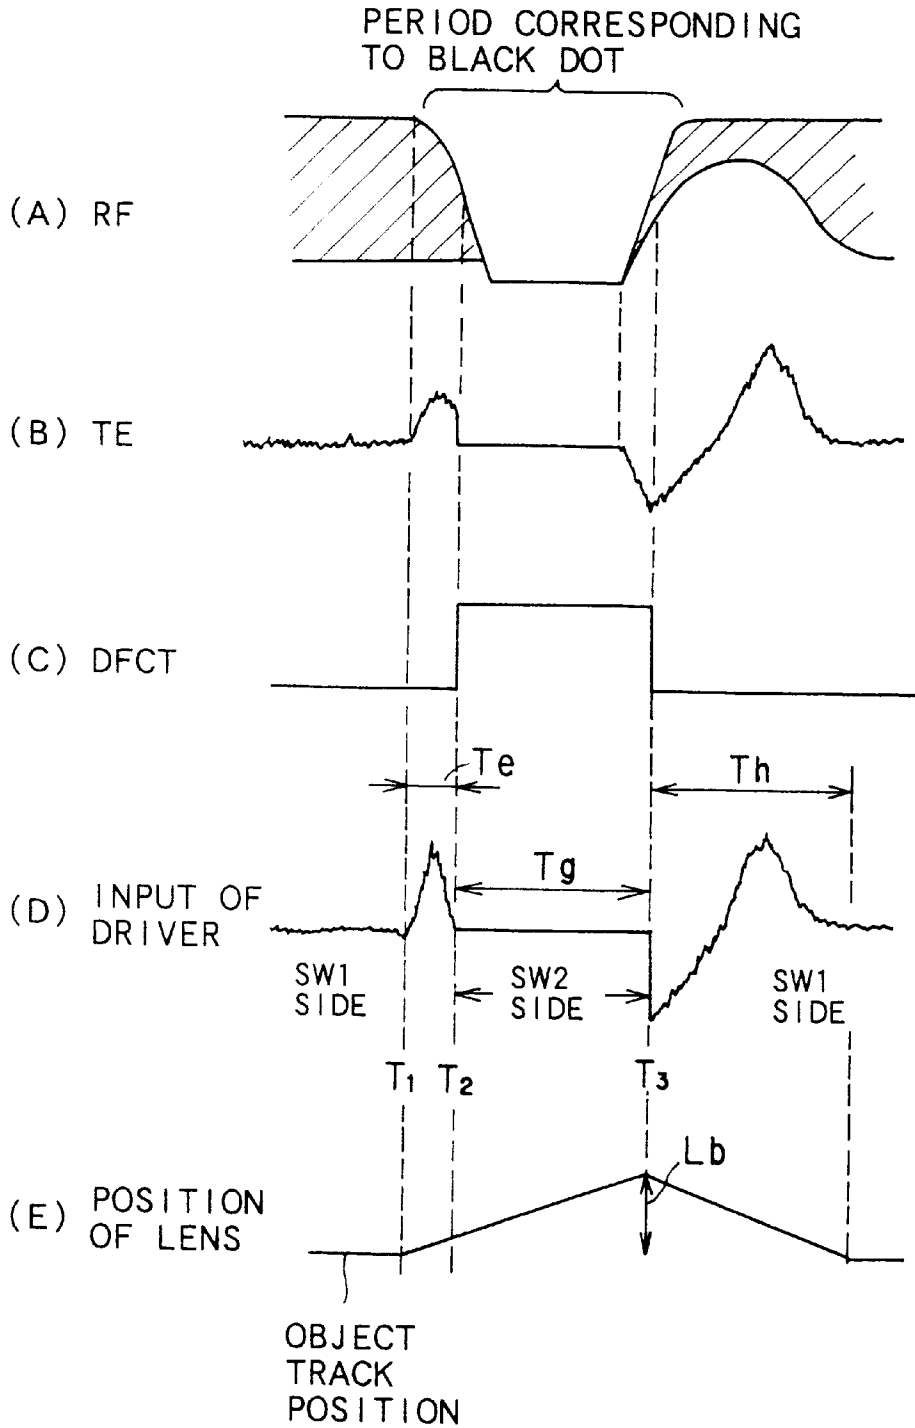 PERIOD CORRESPONDING
TO BLACK DOT
(A) RF
(B) TE
(C) DFCT
Te
Th
Tg
(D) INPUT OF
DRIVER
SW1
SIDE
SW2
SIDE
SW1
SIDE
T1 T2 T3
Lb
(E) POSITION
OF LENS
OBJECT
TRACK
POSITION